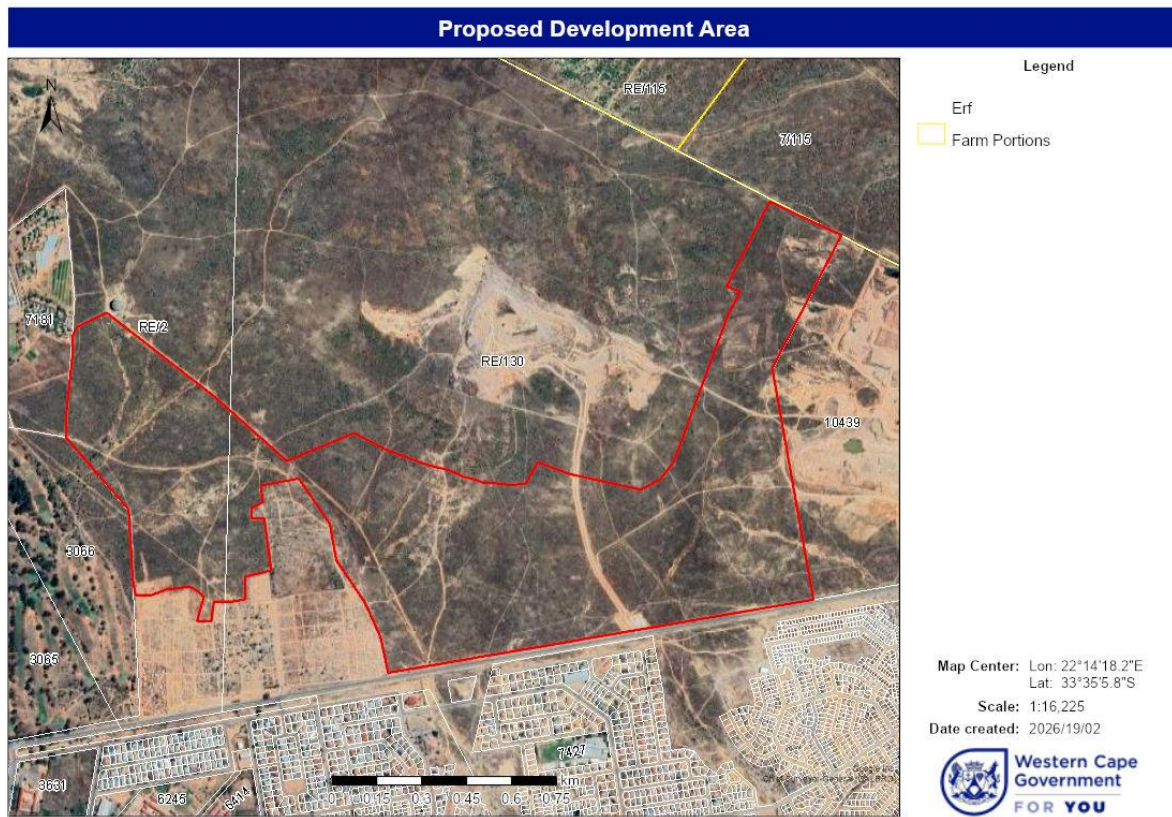 Proposed Development Area
N
RE/115
7/115
7181
RE/2
RE/130
10439
3066
3065
7427
3631
6245
6414
km
0 0.15 0.3 0.45 0.6 0.75
Legend
Erf
Farm Portions
Map Center: Lon: 22°14'18.2"E
Lat: 33°35'5.8"S
Scale: 1:16,225
Date created: 2026/19/02
Western Cape
Government
FOR YOU